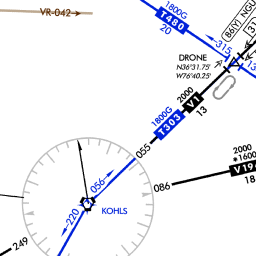 VR-042
1800G
T480
20
315
B6(Y) NGU
DRONE
N36°31.75'
W76°40.25'
2000
V1
13
1800G
T303
055
056
086
2000
*1600
V19
18
KOHLS
220
249